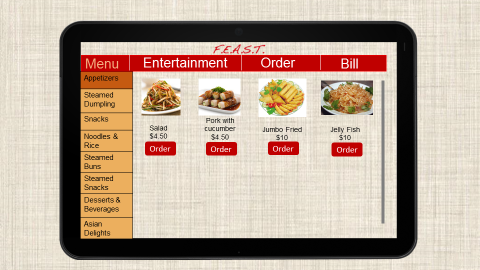 F.E.A.S.T.
Menu Entertainment Order Bill
Appetizers
Steamed
Dumpling
Snacks
Noodles &
Rice
Steamed
Buns
Steamed
Snacks
Desserts &
Beverages
Asian
Delights
Salad
$4.50
Order
Pork with
cucumber
$4.50
Order
Jumbo Fried
$10
Order
Jelly Fish
$10
Order